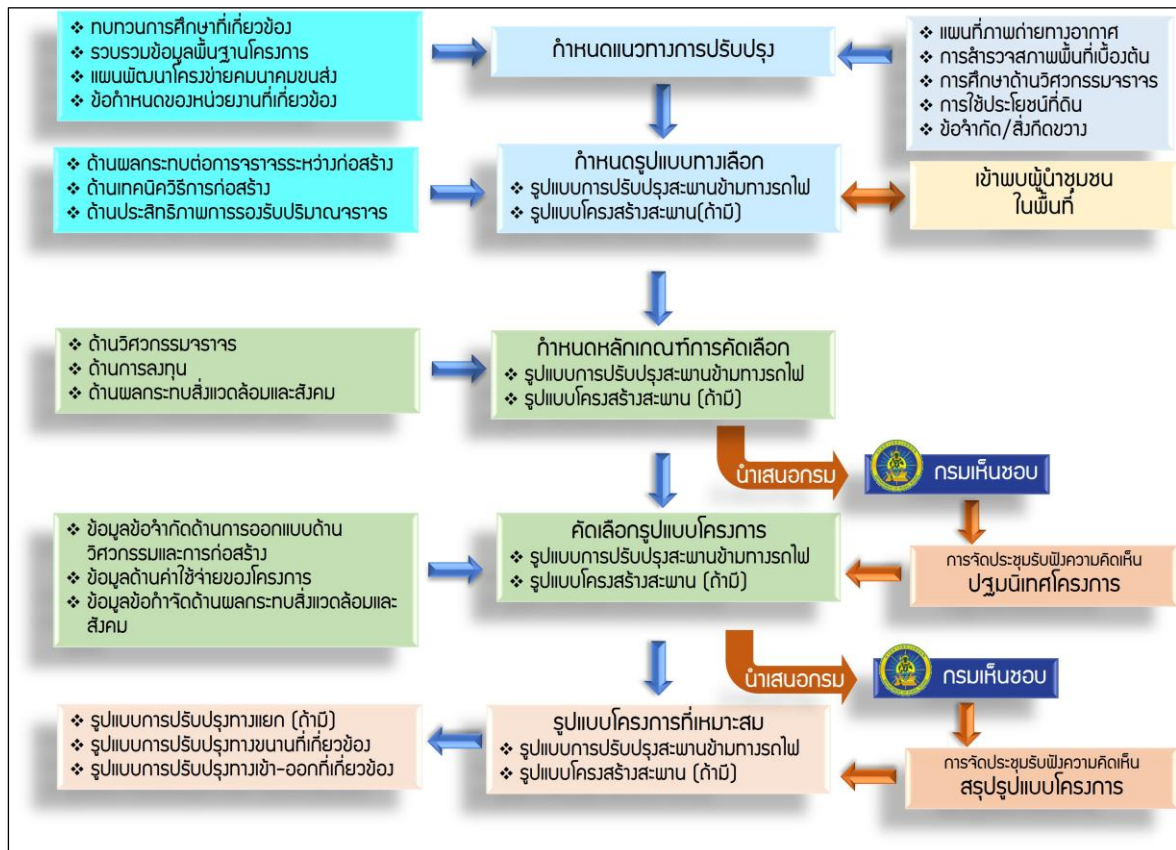 ❖ ทบทวนการศึกษาที่เกี่ยวข้อง
❖ รวบรวมข้อมูลพื้นฐานโครงการ
❖ แผนพัฒนาโครงข่ายคมนาคมขนส่ง
❖ ข้อกำหนดของหน่วยงานที่เกี่ยวข้อง
กำหนดแนวทางการปรับปรุง
❖ แผนที่ภาพถ่ายทางอากาศ
❖ การสำรวจสภาพพื้นที่เบื้องต้น
❖ การศึกษาด้านวิศวกรรมจราจร
❖ การใช้ประโยชน์ที่ดิน
❖ ข้อจำกัด/สิ่งกีดขวาง
❖ ด้านผลกระทบต่อการจราจรระหว่างก่อสร้าง
❖ ด้านเทคนิควิธีการก่อสร้าง
❖ ด้านประสิทธิภาพการรองรับปริมาณจราจร
กำหนดรูปแบบทางเลือก
❖ รูปแบบการปรับปรุงสะพานข้ามทางรถไฟ
❖ รูปแบบโครงสร้างสะพาน(ถ้ามี)
เข้าพบผู้นำชุมชน
ในพื้นที่
❖ ด้านวิศวกรรมจราจร
❖ ด้านการลงทุน
❖ ด้านผลกระทบสิ่งแวดล้อมและสังคม
กำหนดหลักเกณฑ์การคัดเลือก
❖ รูปแบบการปรับปรุงสะพานข้ามทางรถไฟ
❖ รูปแบบโครงสร้างสะพาน (ถ้ามี)
นำเสนอกรม
กรมเห็นชอบ
❖ ข้อมูลข้อจำกัดด้านการออกแบบด้าน
วิศวกรรมและการก่อสร้าง
❖ ข้อมูลด้านค่าใช้จ่ายของโครงการ
❖ ข้อมูลข้อกำจัดด้านผลกระทบสิ่งแวดล้อมและ
สังคม
คัดเลือกรูปแบบโครงการ
❖ รูปแบบการปรับปรุงสะพานข้ามทางรถไฟ
❖ รูปแบบโครงสร้างสะพาน (ถ้ามี)
การจัดประชุมรับฟังความคิดเห็น
ปฐมนิเทศโครงการ
นำเสนอกรม
กรมเห็นชอบ
❖ รูปแบบการปรับปรุงทางแยก (ถ้ามี)
❖ รูปแบบการปรับปรุงทางขนานที่เกี่ยวข้อง
❖ รูปแบบการปรับปรุงทางเข้า-ออกที่เกี่ยวข้อง
รูปแบบโครงการที่เหมาะสม
❖ รูปแบบการปรับปรุงสะพานข้ามทางรถไฟ
❖ รูปแบบโครงสร้างสะพาน (ถ้ามี)
การจัดประชุมรับฟังความคิดเห็น
สรุปรูปแบบโครงการ